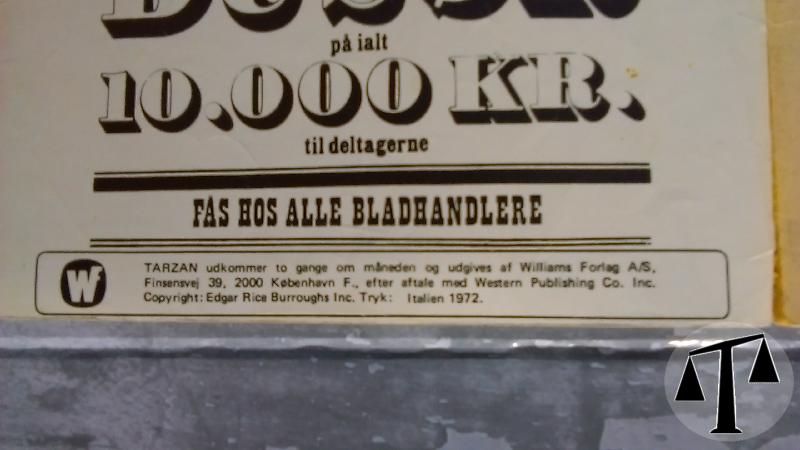 på ialt
10.000 KR.
til deltagerne
FÅS HOS ALLE BLADHANDLERE
TARZAN udkommer to gange om måneden og udgives af Williams Forlag A/S,
Finsensvej 39, 2000 København F., efter aftale med Western Publishing Co. Inc.
Copyright: Edgar Rice Burroughs Inc. Tryk: Italien 1972.